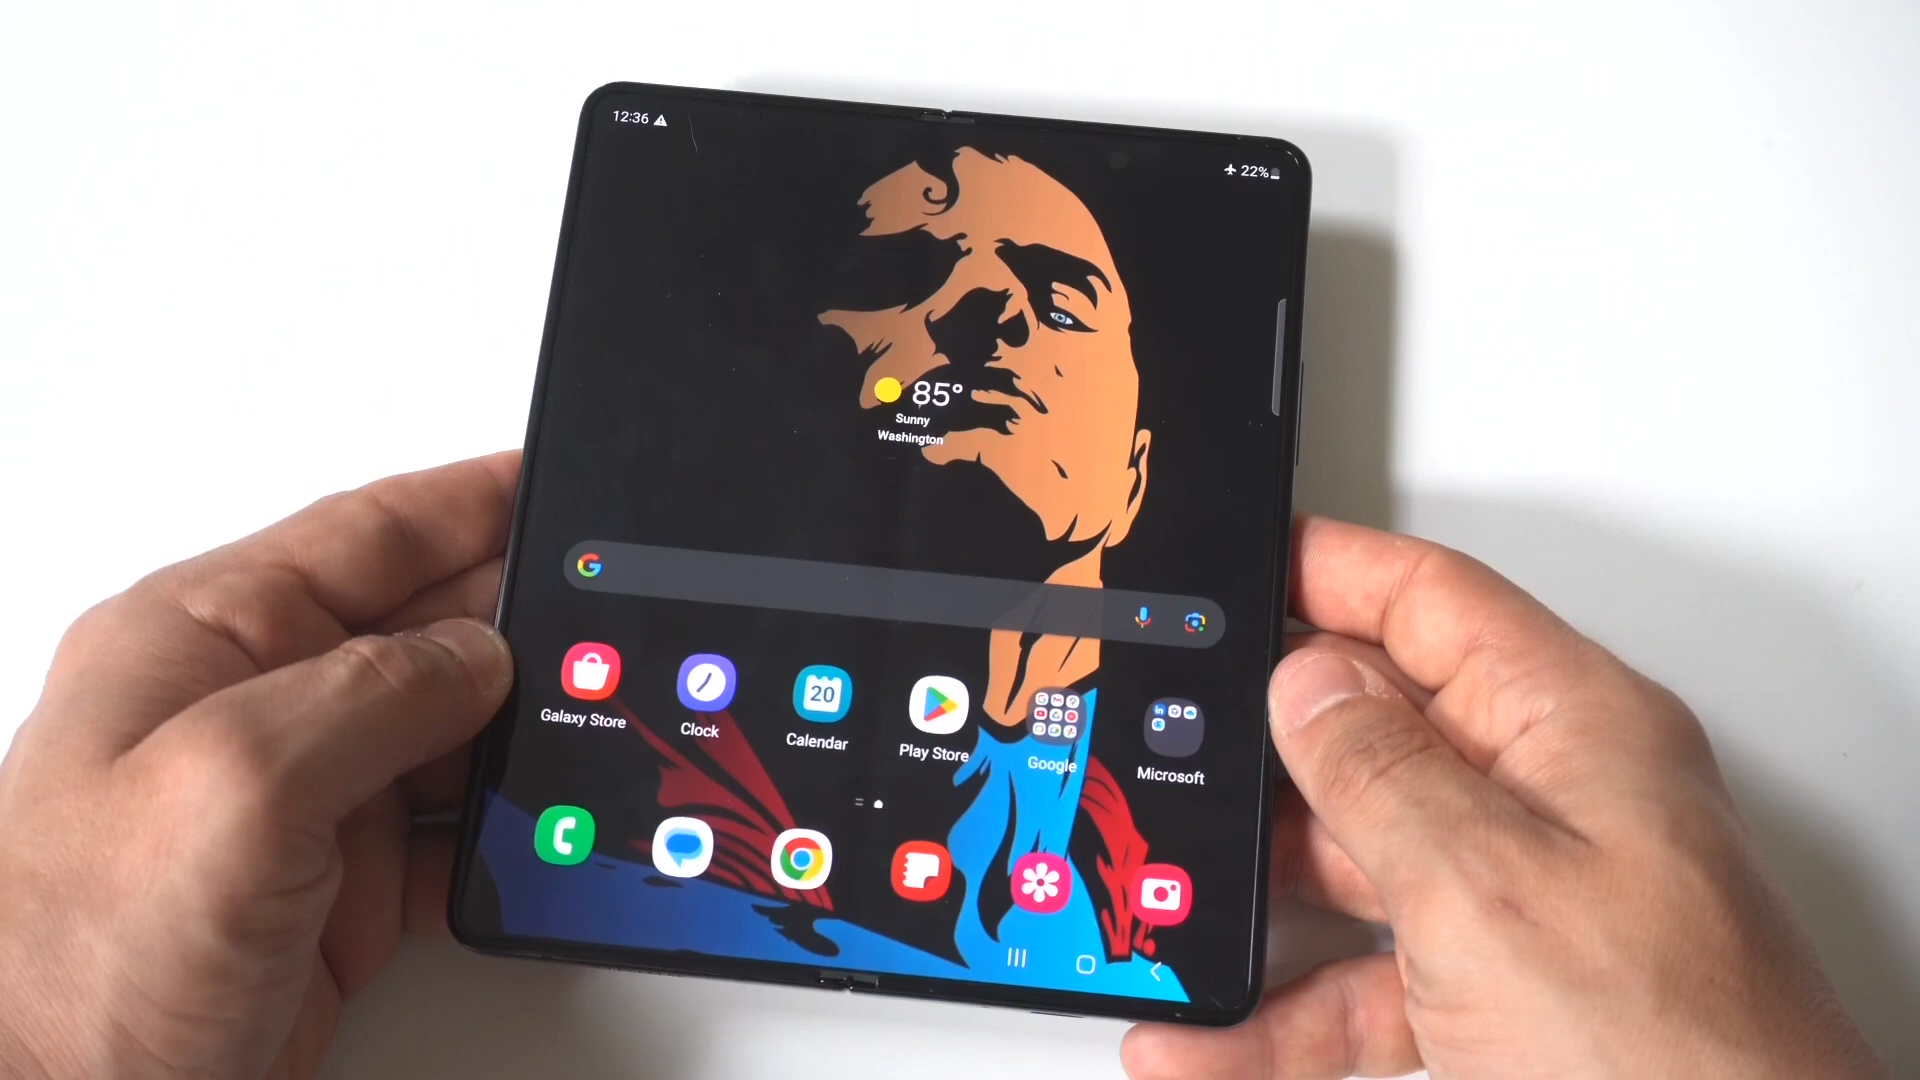 12:36
22%
85°
Sunny
Washington
Galaxy Store
Clock
20
Calendar
Play Store
Google
Microsoft